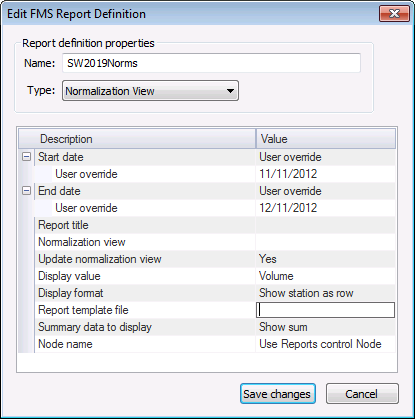 Edit FMS Report Definition
Report definition properties
Name: SW2019Norms
Type: Normalization View
Description Value
Start date User override
User override 11/11/2012
End date User override
User override 12/11/2012
Report title
Normalization view
Update normalization view Yes
Display value Volume
Display format Show station as row
Report template file
Summary data to display Show sum
Node name Use Reports control Node
Save changes Cancel